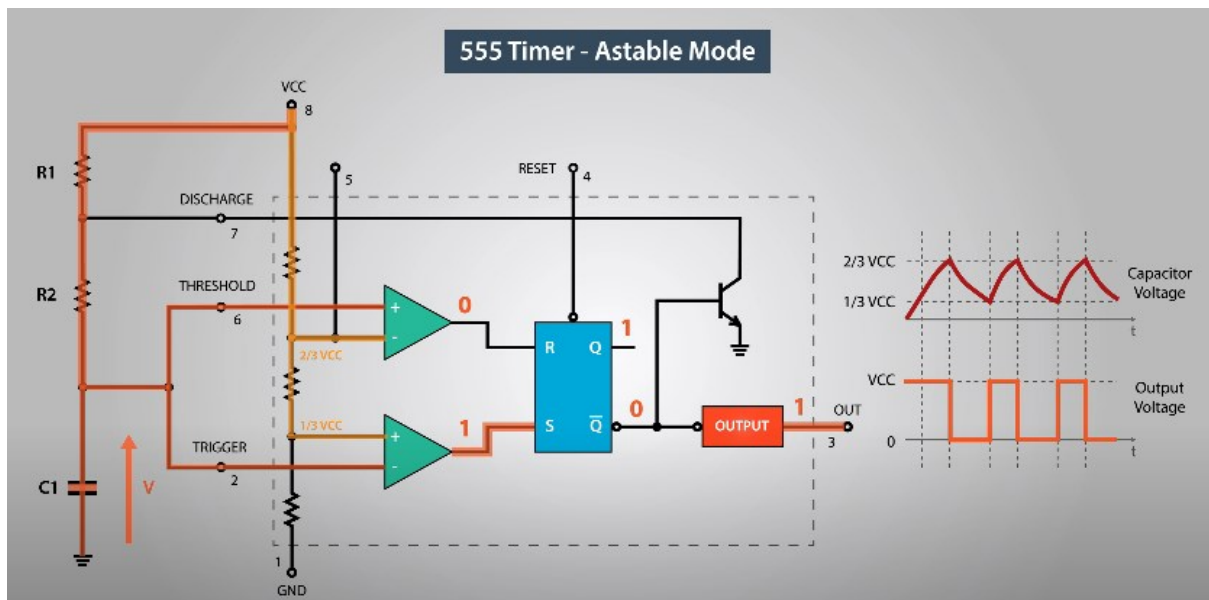 555 Timer - Astable Mode
VCC
8
R1
5
RESET
4
DISCHARGE
7
R2
THRESHOLD
6
+
-
0
2/3 VCC
R
Q
1
S
Q̅
0
1/3 VCC
+
-
1
TRIGGER
2
C1
V
OUTPUT
1
OUT
3
1
GND
2/3 VCC
1/3 VCC
Capacitor
Voltage
t
VCC
0
Output
Voltage
t